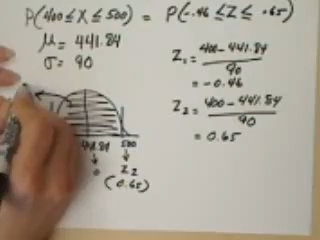 P(400 ≤ X ≤ 500) = P(-.46 ≤ Z ≤ .65)
μ = 441.84
σ = 90
Z₁ = 400 - 441.84 / 90
= -0.46
Z₂ = 400 - 441.84 / 90
= 0.65
441.84 500
↓ ↓
0 Z₂
(0.65)